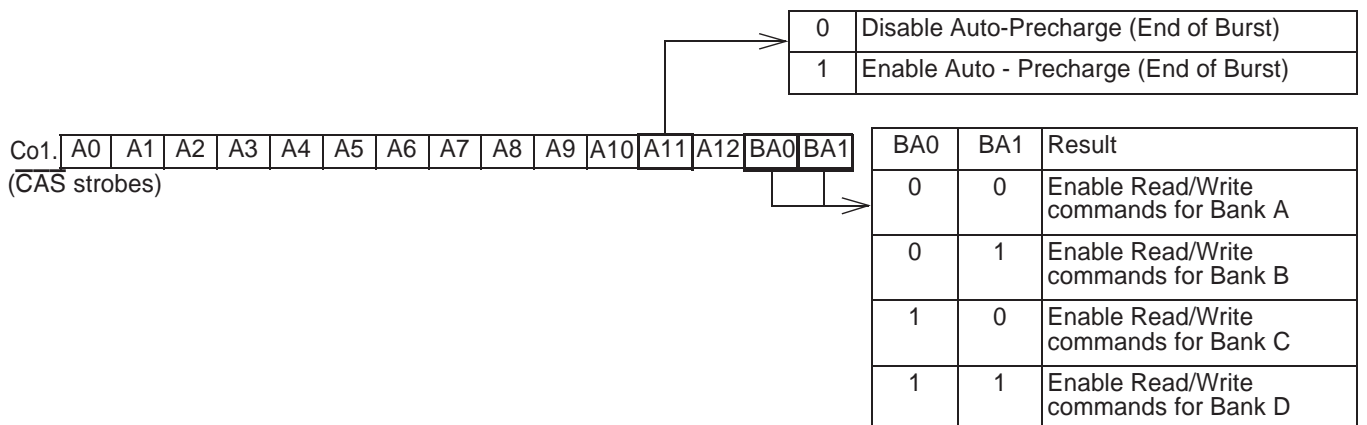 0 Disable Auto-Precharge (End of Burst)
1 Enable Auto - Precharge (End of Burst)
Co1. A0 A1 A2 A3 A4 A5 A6 A7 A8 A9 A10 A11 A12 BA0 BA1
(CAS strobes)
BA0 BA1 Result
0 0 Enable Read/Write
commands for Bank A
0 1 Enable Read/Write
commands for Bank B
1 0 Enable Read/Write
commands for Bank C
1 1 Enable Read/Write
commands for Bank D